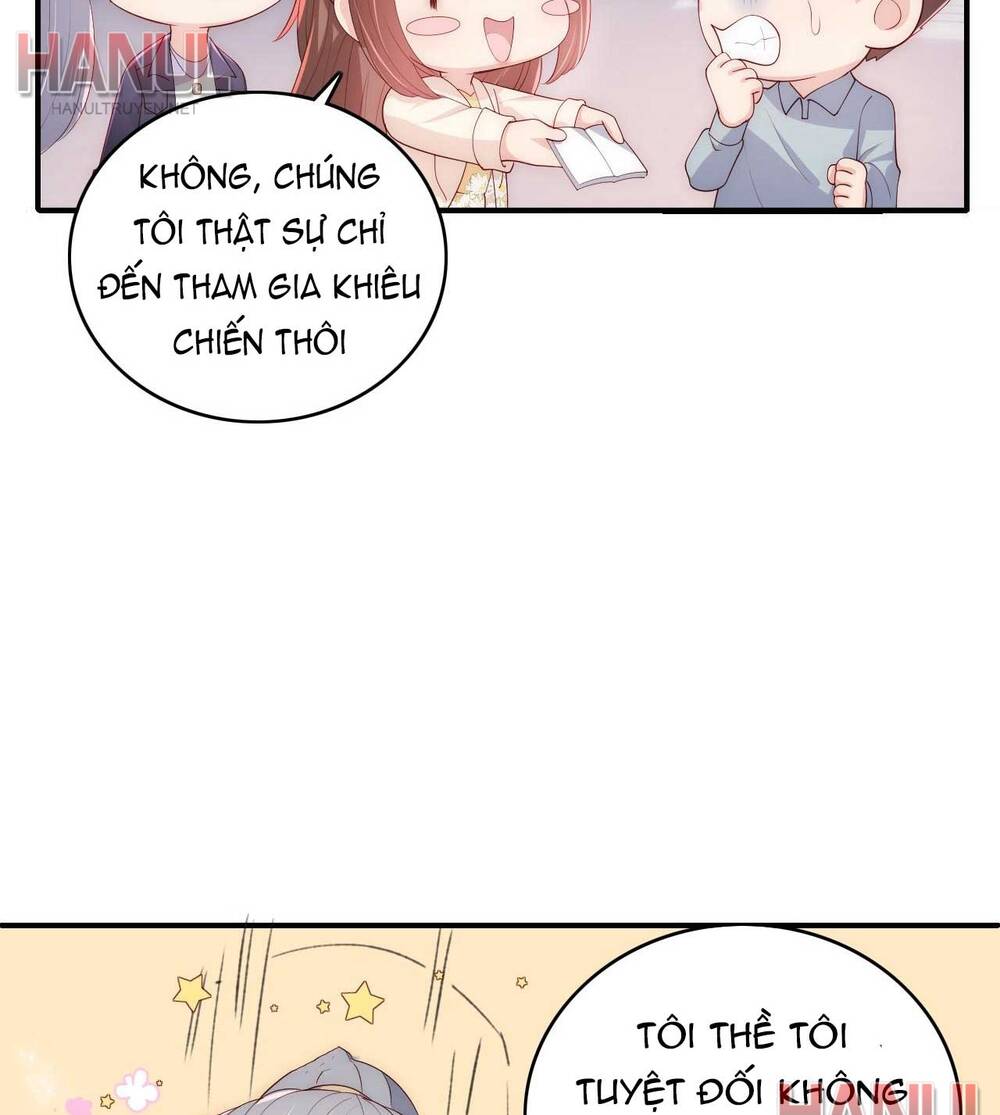 HANUL
HANULTRUYEN.NET
KHÔNG, CHÚNG
TÔI THẬT SỰ CHỈ
ĐẾN THAM GIA KHIÊU
CHIẾN THÔI
TÔI THỀ TÔI
TUYỆT ĐỐI KHÔNG
HANUL